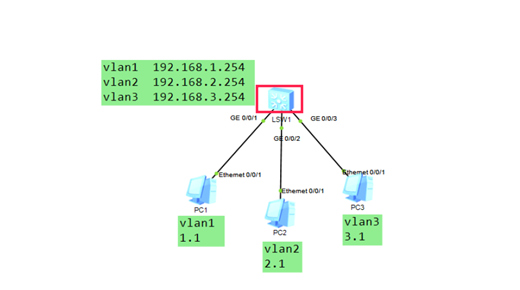 vlan1 192.168.1.254
vlan2 192.168.2.254
vlan3 192.168.3.254
LSW1
GE 0/0/1
GE 0/0/3
GE 0/0/2
Ethernet 0/0/1
Ethernet 0/0/1
Ethernet 0/0/1
PC1
vlan1
1.1
PC2
vlan2
2.1
PC3
vlan3
3.1